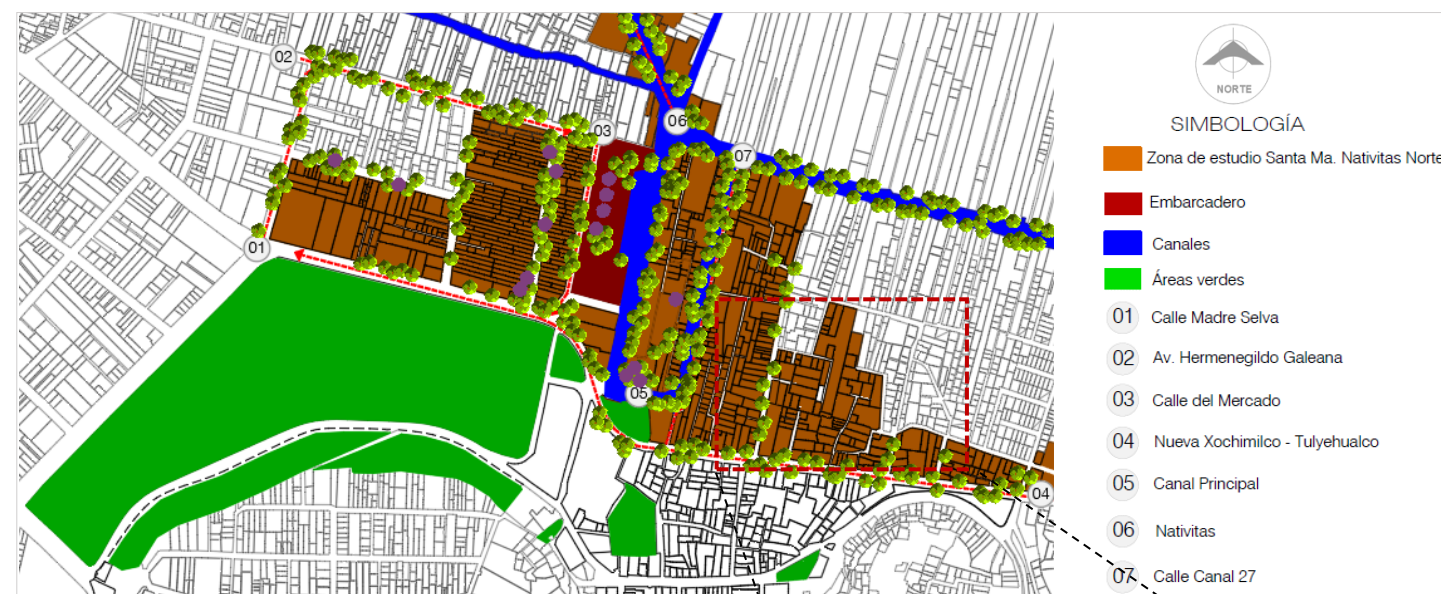 02
03
06
07
01
05
04
NORTE
SIMBOLOGÍA
Zona de estudio Santa Ma. Nativitas Norte
Embarcadero
Canales
Áreas verdes
01 Calle Madre Selva
02 Av. Hermenegildo Galeana
03 Calle del Mercado
04 Nueva Xochimilco - Tulyehualco
05 Canal Principal
06 Nativitas
07 Calle Canal 27